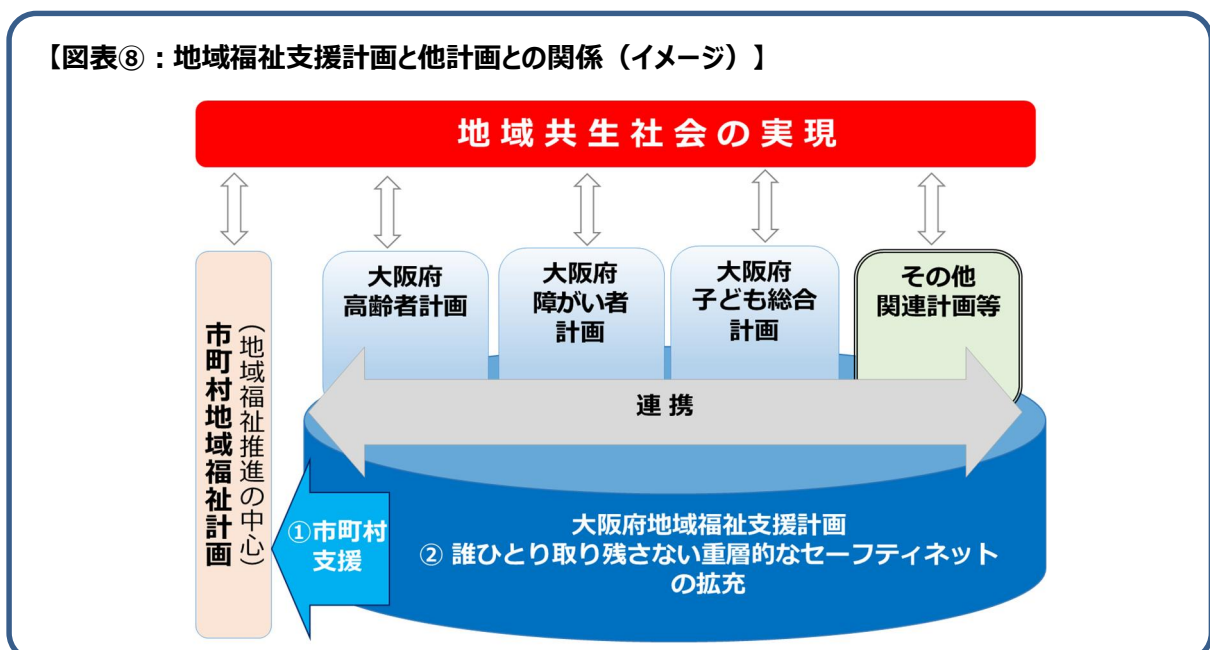 【図表⑧：地域福祉支援計画と他計画との関係（イメージ）】
地域共生社会の実現
市町村地域福祉計画
（地域福祉推進の中心）
大阪府
高齢者計画
大阪府
障がい者
計画
大阪府
子ども総合
計画
その他
関連計画等
連携
①市町村
支援
大阪府地域福祉支援計画
② 誰ひとり取り残さない重層的なセーフティネット
の拡充